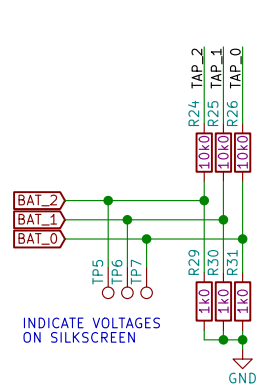 TAP_2
TAP_1
TAP_0
R24
R25
R26
10k0
10k0
10k0
BAT_2
BAT_1
BAT_0
TP5
TP6
TP7
R29
R30
R31
1k0
1k0
1k0
INDICATE VOLTAGES
ON SILKSCREEN
GND